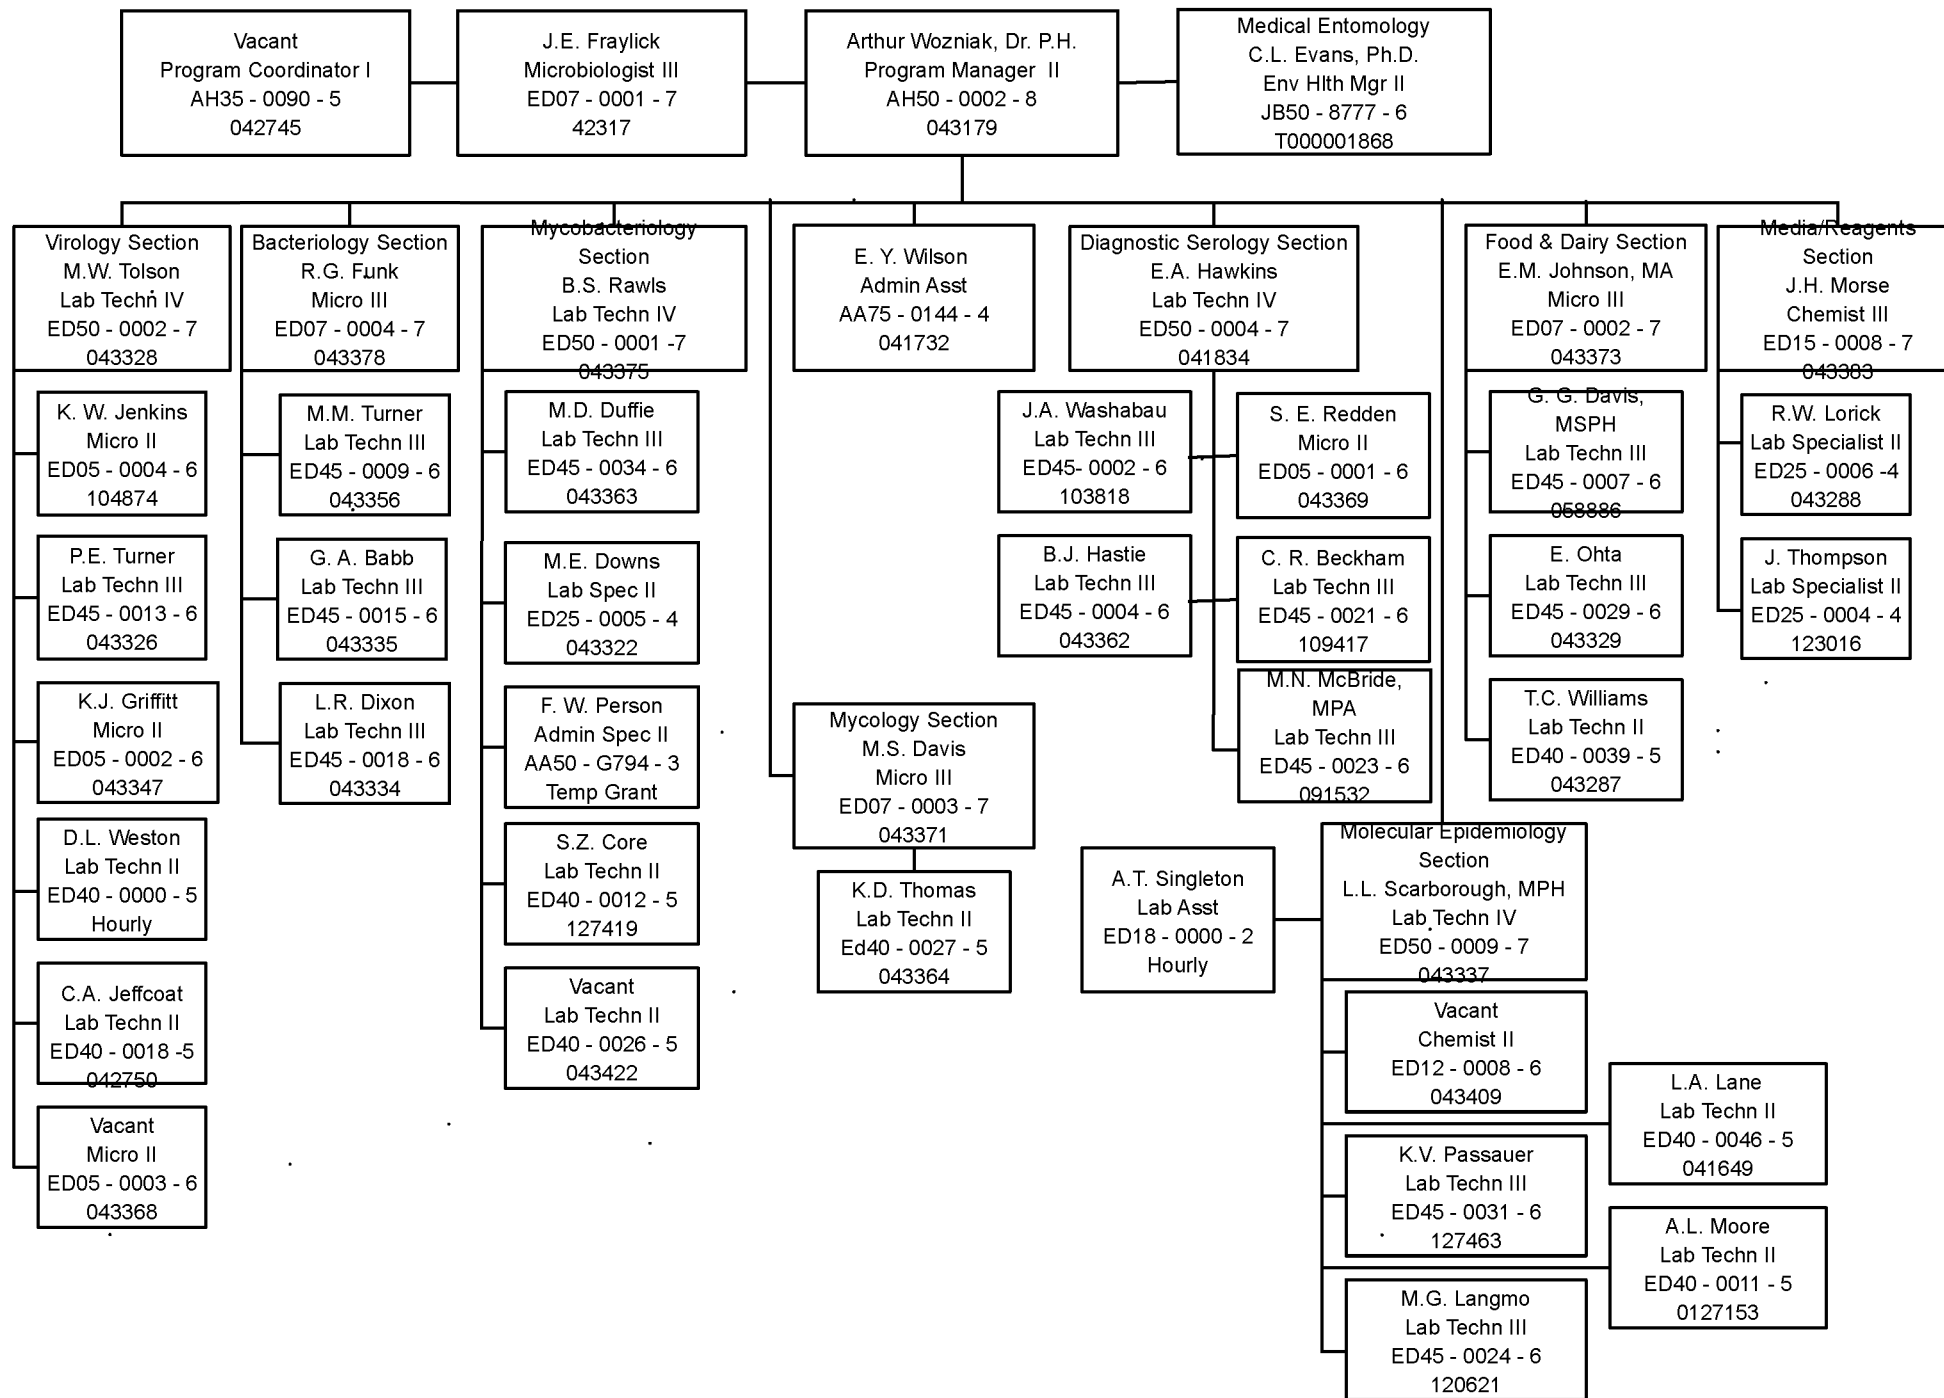 Vacant
Program Coordinator I
AH35 - 0090 - 5
042745
J.E. Fraylick
Microbiologist III
ED07 - 0001 - 7
42317
Arthur Wozniak, Dr. P.H.
Program Manager II
AH50 - 0002 - 8
043179
Medical Entomology
C.L. Evans, Ph.D.
Env Hlth Mgr II
JB50 - 8777 - 6
T000001868
Virology Section
M.W. Tolson
Lab Techn IV
ED50 - 0002 - 7
043328
Bacteriology Section
R.G. Funk
Micro III
ED07 - 0004 - 7
043378
Mycobacteriology
Section
B.S. Rawls
Lab Techn IV
ED50 - 0001 -7
043375
E. Y. Wilson
Admin Asst
AA75 - 0144 - 4
041732
Diagnostic Serology Section
E.A. Hawkins
Lab Techn IV
ED50 - 0004 - 7
041834
Food & Dairy Section
E.M. Johnson, MA
Micro III
ED07 - 0002 - 7
043373
Media/Reagents
Section
J.H. Morse
Chemist III
ED15 - 0008 - 7
043383
K. W. Jenkins
Micro II
ED05 - 0004 - 6
104874
P.E. Turner
Lab Techn III
ED45 - 0013 - 6
043326
K.J. Griffitt
Micro II
ED05 - 0002 - 6
043347
D.L. Weston
Lab Techn II
ED40 - 0000 - 5
Hourly
C.A. Jeffcoat
Lab Techn II
ED40 - 0018 -5
042750
Vacant
Micro II
ED05 - 0003 - 6
043368
M.M. Turner
Lab Techn III
ED45 - 0009 - 6
043356
G. A. Babb
Lab Techn III
ED45 - 0015 - 6
043335
L.R. Dixon
Lab Techn III
ED45 - 0018 - 6
043334
M.D. Duffie
Lab Techn III
ED45 - 0034 - 6
043363
M.E. Downs
Lab Spec II
ED25 - 0005 - 4
043322
F. W. Person
Admin Spec II
AA50 - G794 - 3
Temp Grant
S.Z. Core
Lab Techn II
ED40 - 0012 - 5
127419
Vacant
Lab Techn II
ED40 - 0026 - 5
043422
Mycology Section
M.S. Davis
Micro III
ED07 - 0003 - 7
043371
K.D. Thomas
Lab Techn II
Ed40 - 0027 - 5
043364
J.A. Washabau
Lab Techn III
ED45- 0002 - 6
103818
S. E. Redden
Micro II
ED05 - 0001 - 6
043369
B.J. Hastie
Lab Techn III
ED45 - 0004 - 6
043362
C. R. Beckham
Lab Techn III
ED45 - 0021 - 6
109417
M.N. McBride,
MPA
Lab Techn III
ED45 - 0023 - 6
091532
A.T. Singleton
Lab Asst
ED18 - 0000 - 2
Hourly
Molecular Epidemiology
Section
L.L. Scarborough, MPH
Lab Techn IV
ED50 - 0009 - 7
043337
Vacant
Chemist II
ED12 - 0008 - 6
043409
L.A. Lane
Lab Techn II
ED40 - 0046 - 5
041649
K.V. Passauer
Lab Techn III
ED45 - 0031 - 6
127463
A.L. Moore
Lab Techn II
ED40 - 0011 - 5
0127153
M.G. Langmo
Lab Techn III
ED45 - 0024 - 6
120621
G. G. Davis,
MSPH
Lab Techn III
ED45 - 0007 - 6
058886
E. Ohta
Lab Techn III
ED45 - 0029 - 6
043329
T.C. Williams
Lab Techn II
ED40 - 0039 - 5
043287
R.W. Lorick
Lab Specialist II
ED25 - 0006 -4
043288
J. Thompson
Lab Specialist II
ED25 - 0004 - 4
123016